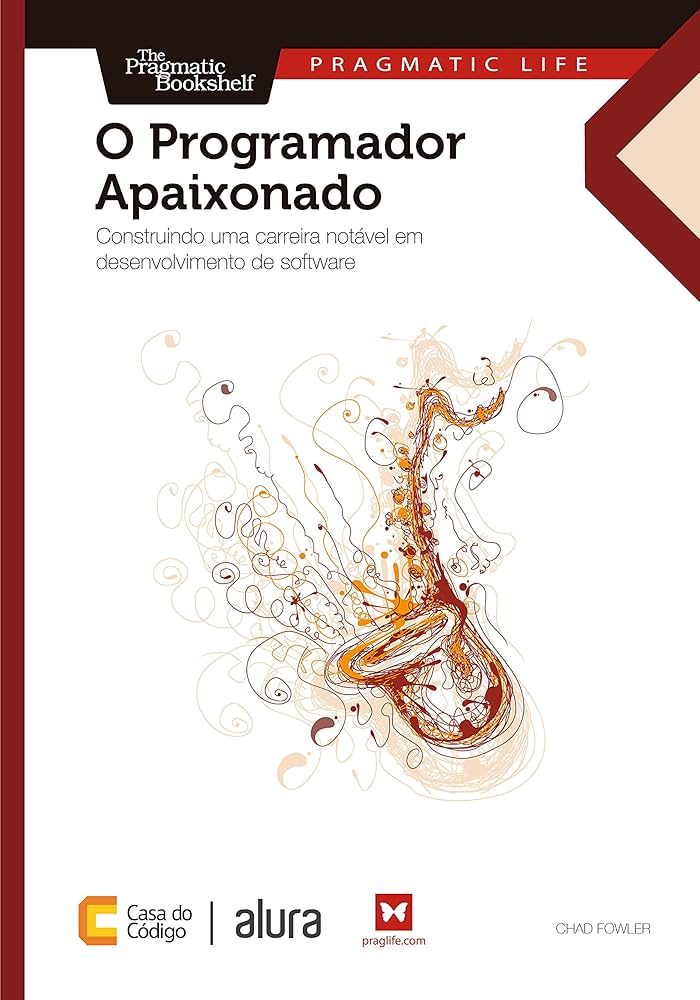 The
Pragmatic
Bookshelf
PRAGMATIC LIFE
O Programador
Apaixonado
Construindo uma carreira notável em
desenvolvimento de software
Casa do
Código
alura
praglife.com
CHAD FOWLER